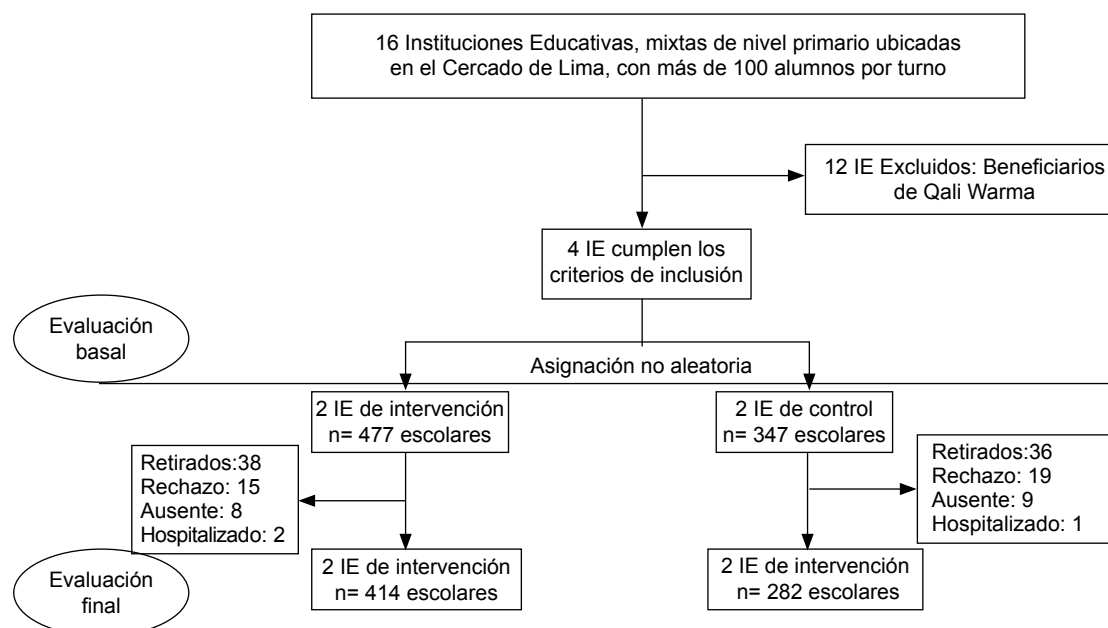 16 Instituciones Educativas, mixtas de nivel primario ubicadas
en el Cercado de Lima, con más de 100 alumnos por turno
12 IE Excluidos: Beneficiarios
de Qali Warma
4 IE cumplen los
criterios de inclusión
Evaluación
basal
Asignación no aleatoria
2 IE de intervención
n= 477 escolares
2 IE de control
n= 347 escolares
Retirados:38
Rechazo: 15
Ausente: 8
Hospitalizado: 2
Retirados:36
Rechazo: 19
Ausente: 9
Hospitalizado: 1
Evaluación
final
2 IE de intervención
n= 414 escolares
2 IE de intervención
n= 282 escolares